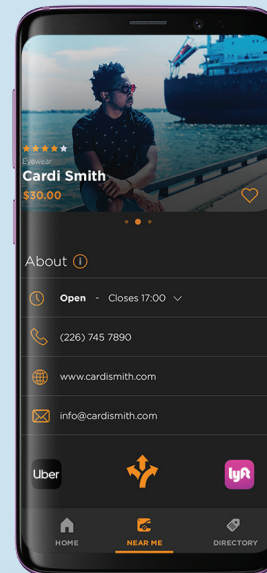 Eyewear
Cardi Smith
$30.00
About i
Open - Closes 17:00
(226) 745 7890
www.cardismith.com
info@cardismith.com
Uber
lyft
HOME
NEAR ME
DIRECTORY